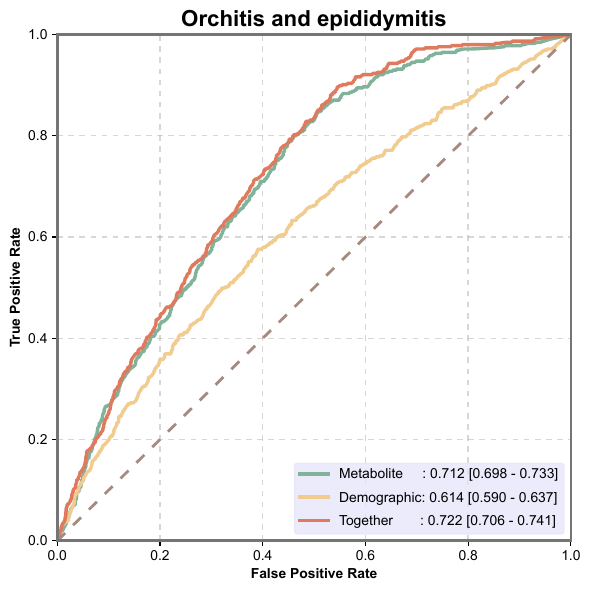 Orchitis and epididymitis
True Positive Rate
1.0
0.8
0.6
0.4
0.2
0.0
Metabolite : 0.712 [0.698 - 0.733]
Demographic: 0.614 [0.590 - 0.637]
Together : 0.722 [0.706 - 0.741]
0.0 0.2 0.4 0.6 0.8 1.0
False Positive Rate